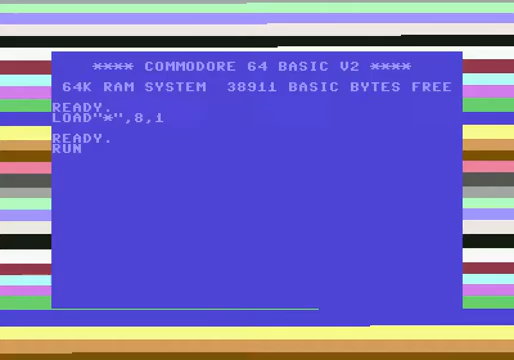 **** COMMODORE 64 BASIC V2 ****
64K RAM SYSTEM 38911 BASIC BYTES FREE
READY.
LOAD"*",8,1
READY.
RUN